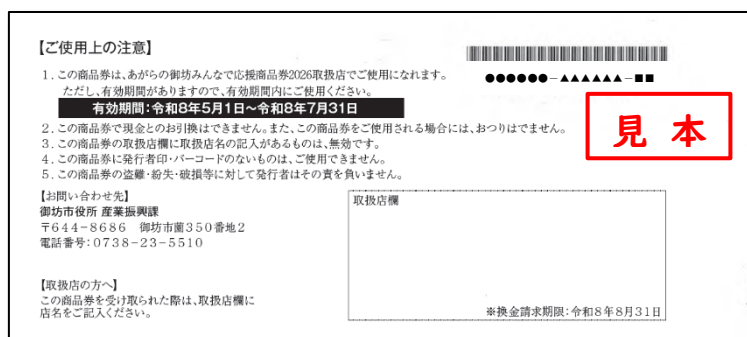 【ご使用上の注意】
1.この商品券は、あがらの御坊みんなで応援商品券2026取扱店でご使用になれます。
ただし、有効期間がありますので、有効期間内にご使用ください。
有効期間:令和8年5月1日～令和8年7月31日
2.この商品券で現金とのお引換はできません。また、この商品券をご使用される場合には、おつりはでません。
3.この商品券の取扱店欄に取扱店名の記入があるものは、無効です。
4.この商品券に発行者印・バーコードのないものは、ご使用できません。
5.この商品券の盗難・紛失・破損等に対して発行者はその責を負いません。
●●●●●●-▲▲▲▲▲▲-■■
見本
【お問い合わせ先】
御坊市役所 産業振興課
〒644-8686 御坊市薗350番地2
電話番号:0738-23-5510
【取扱店の方へ】
この商品券を受け取られた際は、取扱店欄に
店名をご記入ください。
取扱店欄
※換金請求期限:令和8年8月31日